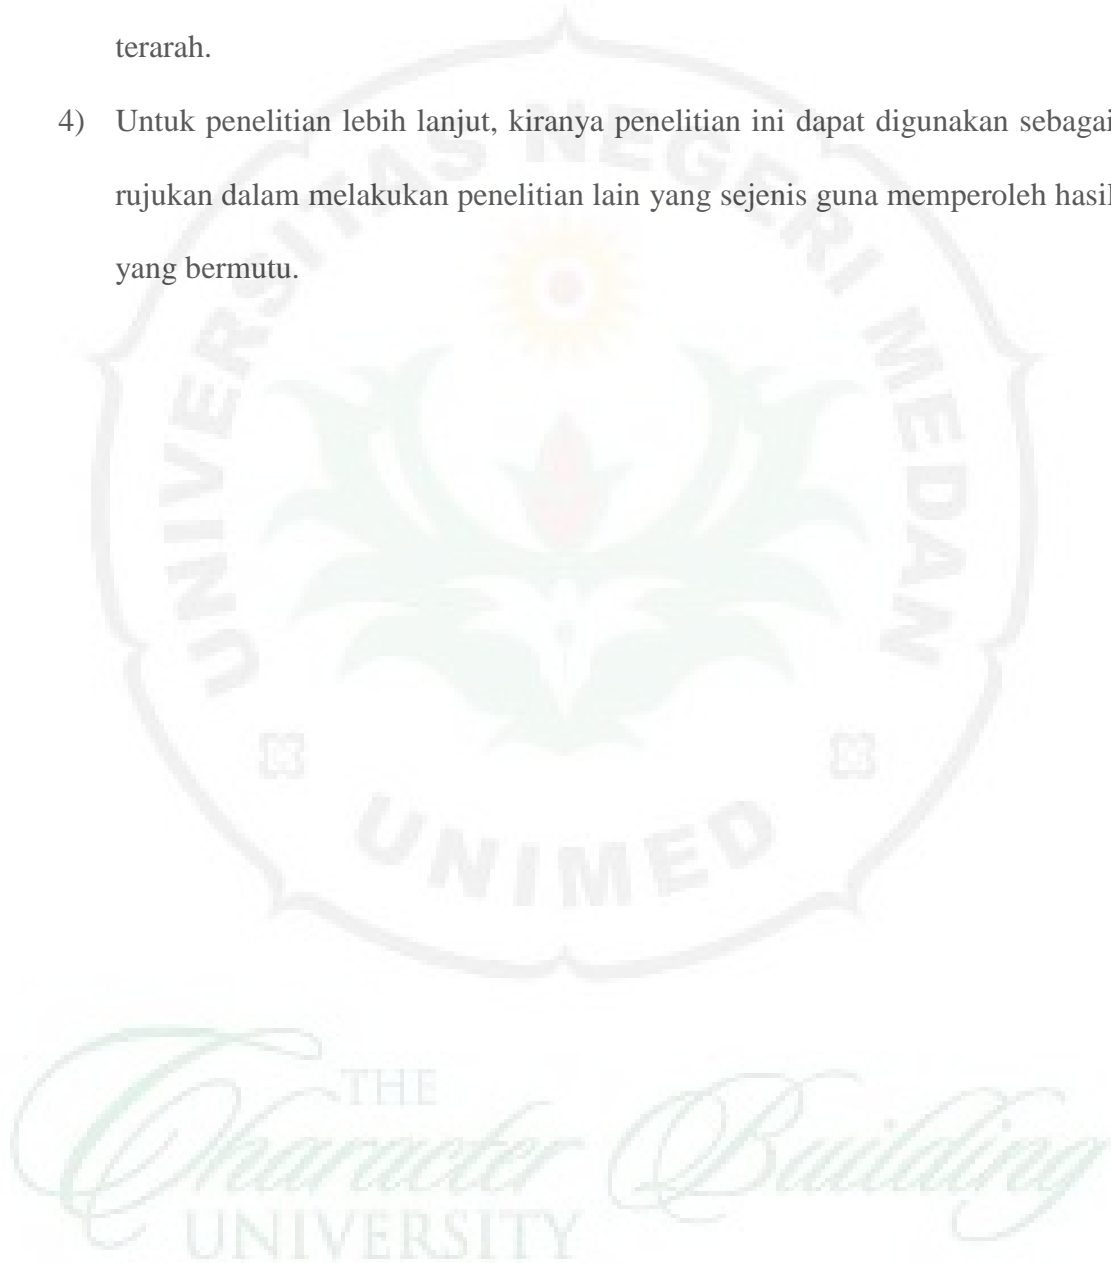 terarah.
4) Untuk penelitian lebih lanjut, kiranya penelitian ini dapat digunakan sebagai
rujukan dalam melakukan penelitian lain yang sejenis guna memperoleh hasil
yang bermutu.
UNIVERSITAS NEGERI MEDAN
UNIMED
THE
Character Building
UNIVERSITY